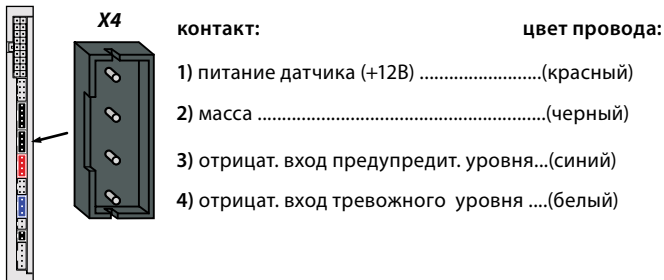 X4
контакт: цвет провода:
1) питание датчика (+12В) ..........................(красный)
2) масса ..............................................................(черный)
3) отрицат. вход предупредит. уровня...(синий)
4) отрицат. вход тревожного уровня ....(белый)